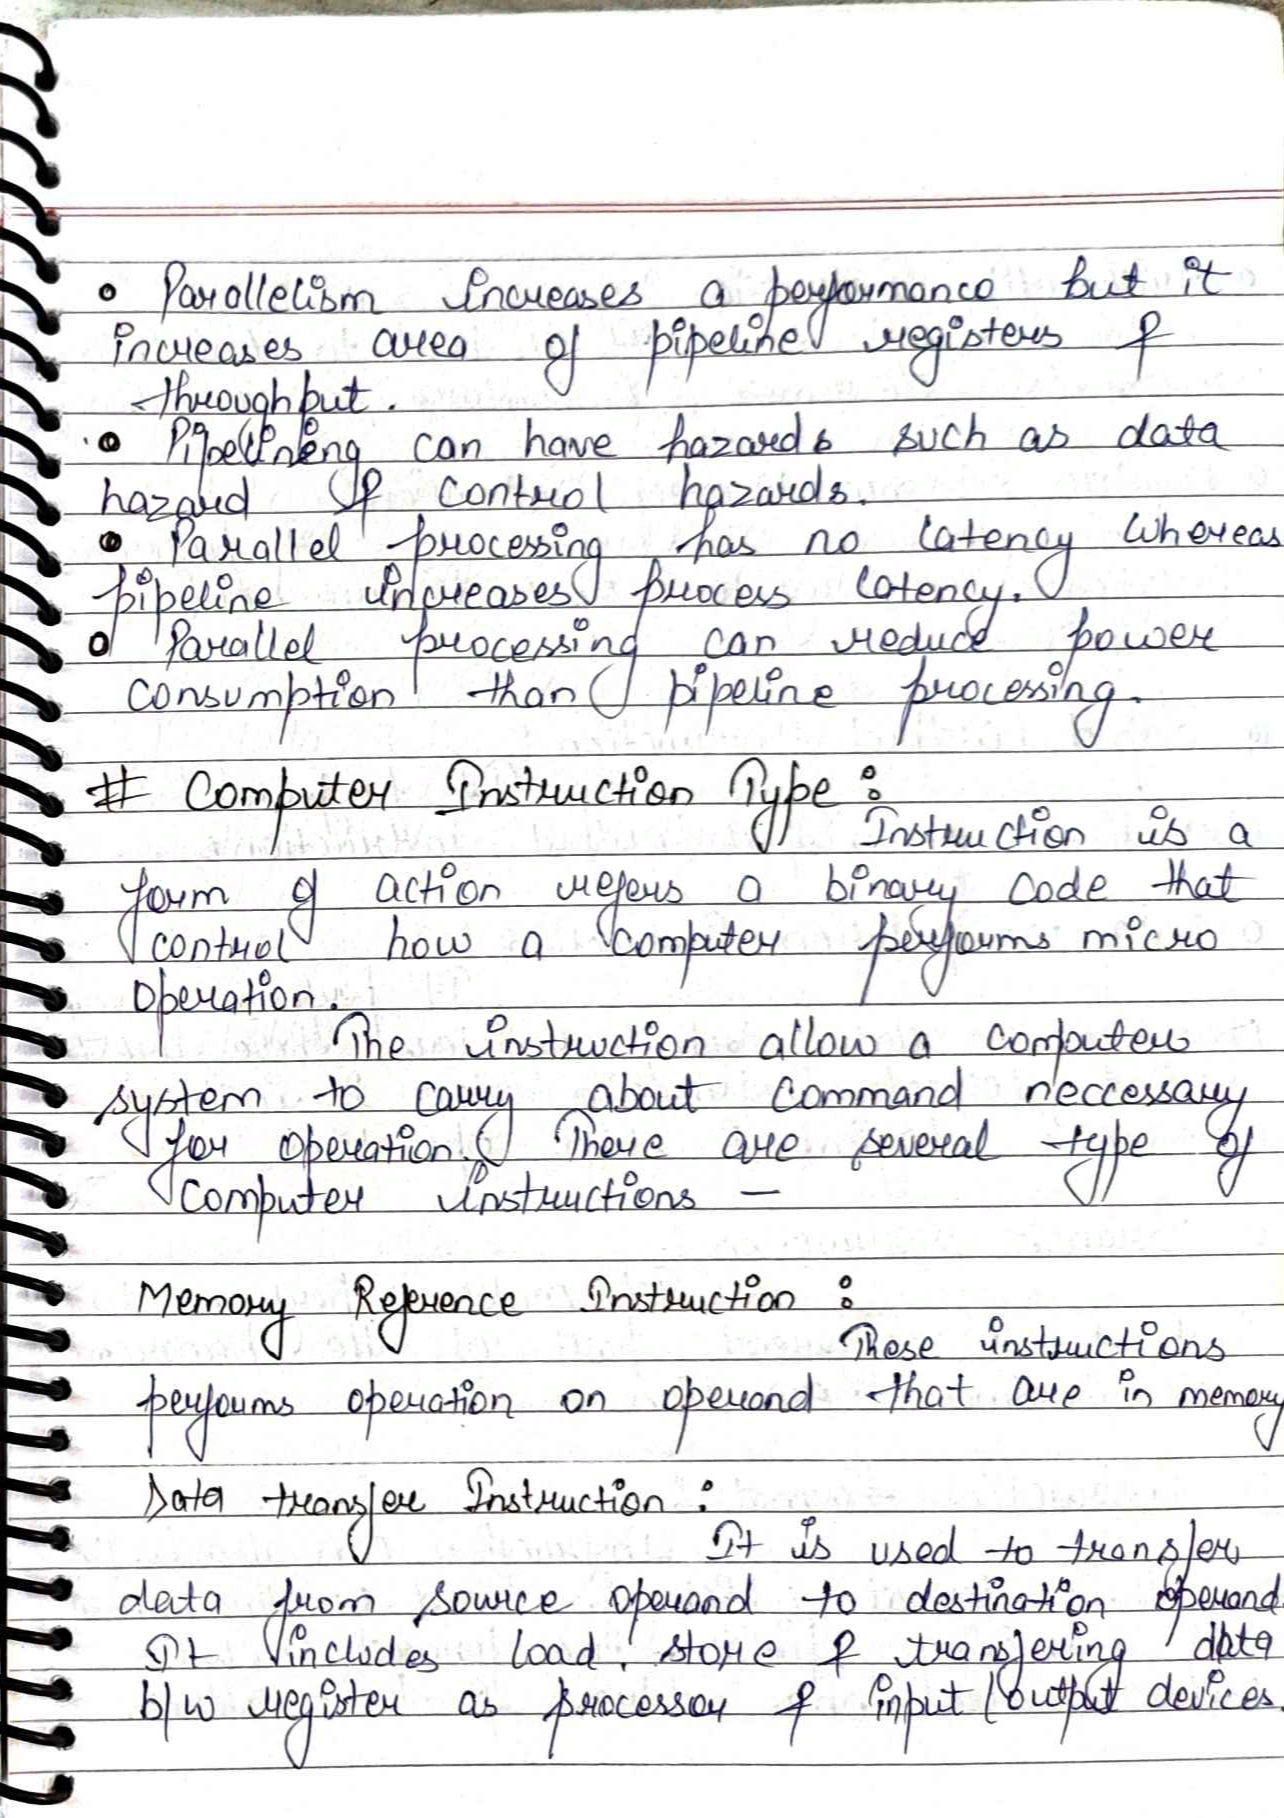 • Parallelism increases a performance but it
increases area of pipeline registers &
throughput.
• Pipelineng can have hazards such as data
hazard & control hazards.
• Parallel processing has no latency whereas
pipeline increases process latency.
• Parallel processing can reduce power
consumption than pipeline processing.
# Computer Instruction Type :
Instruction is a
form of action refers a binary code that
control how a computer performs micro
operation.
The instruction allow a computer
system to carry about command neccessary
for operation. There are several type of
computer instructions —
Memory Reference Instruction :
These instructions
performs operation on operand that are in memory
Data transfer Instruction :
It is used to transfer
data from source operand to destination operand.
It includes load, store & transfering data
b/w register as processor & input/output devices.